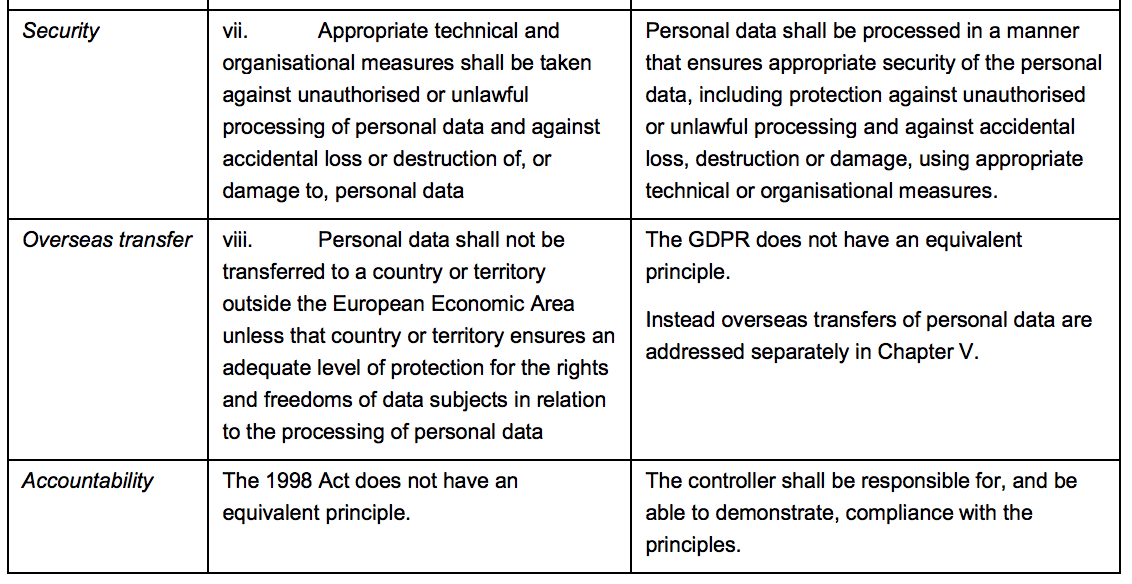 Security
vii. Appropriate technical and
organisational measures shall be taken
against unauthorised or unlawful
processing of personal data and against
accidental loss or destruction of, or
damage to, personal data
Personal data shall be processed in a manner
that ensures appropriate security of the personal
data, including protection against unauthorised
or unlawful processing and against accidental
loss, destruction or damage, using appropriate
technical or organisational measures.
Overseas transfer
viii. Personal data shall not be
transferred to a country or territory
outside the European Economic Area
unless that country or territory ensures an
adequate level of protection for the rights
and freedoms of data subjects in relation
to the processing of personal data
The GDPR does not have an equivalent
principle.
Instead overseas transfers of personal data are
addressed separately in Chapter V.
Accountability
The 1998 Act does not have an
equivalent principle.
The controller shall be responsible for, and be
able to demonstrate, compliance with the
principles.